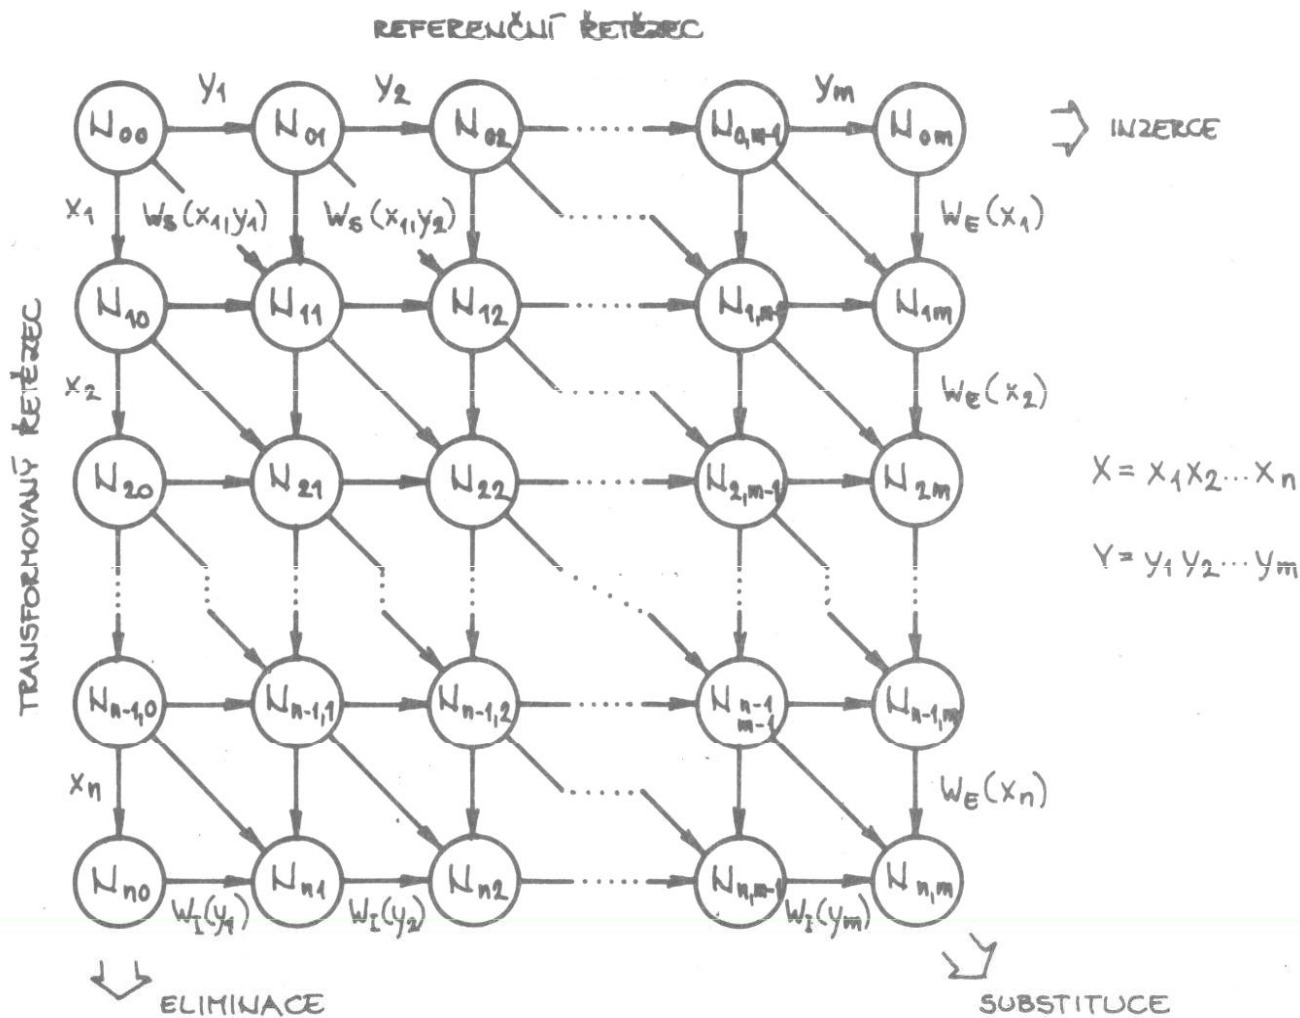 REFERENČNÍ ŘETĚZEC
y1 y2 ym
N00 N01 N02 ...... N0,m-1 N0m INZERCE
x1 WS(x1,y1) WS(x1,y2) ...... WE(x1)
N10 N11 N12 ...... N1,m-1 N1m
x2 ...... WE(x2)
N20 N21 N22 ...... N2,m-1 N2m
X = x1x2...xn
Y = y1y2...ym
Nn-1,0 Nn-1,1 Nn-1,2 ...... Nn-1 m-1 Nn-1,m
xn ...... WE(xn)
Nn0 Nn1 Nn2 ...... Nn,m-1 Nn,m
WI(y1) WI(y2) WI(ym)
ELIMINACE SUBSTITUCE
TRANSFORMOVANÝ ŘETĚZEC